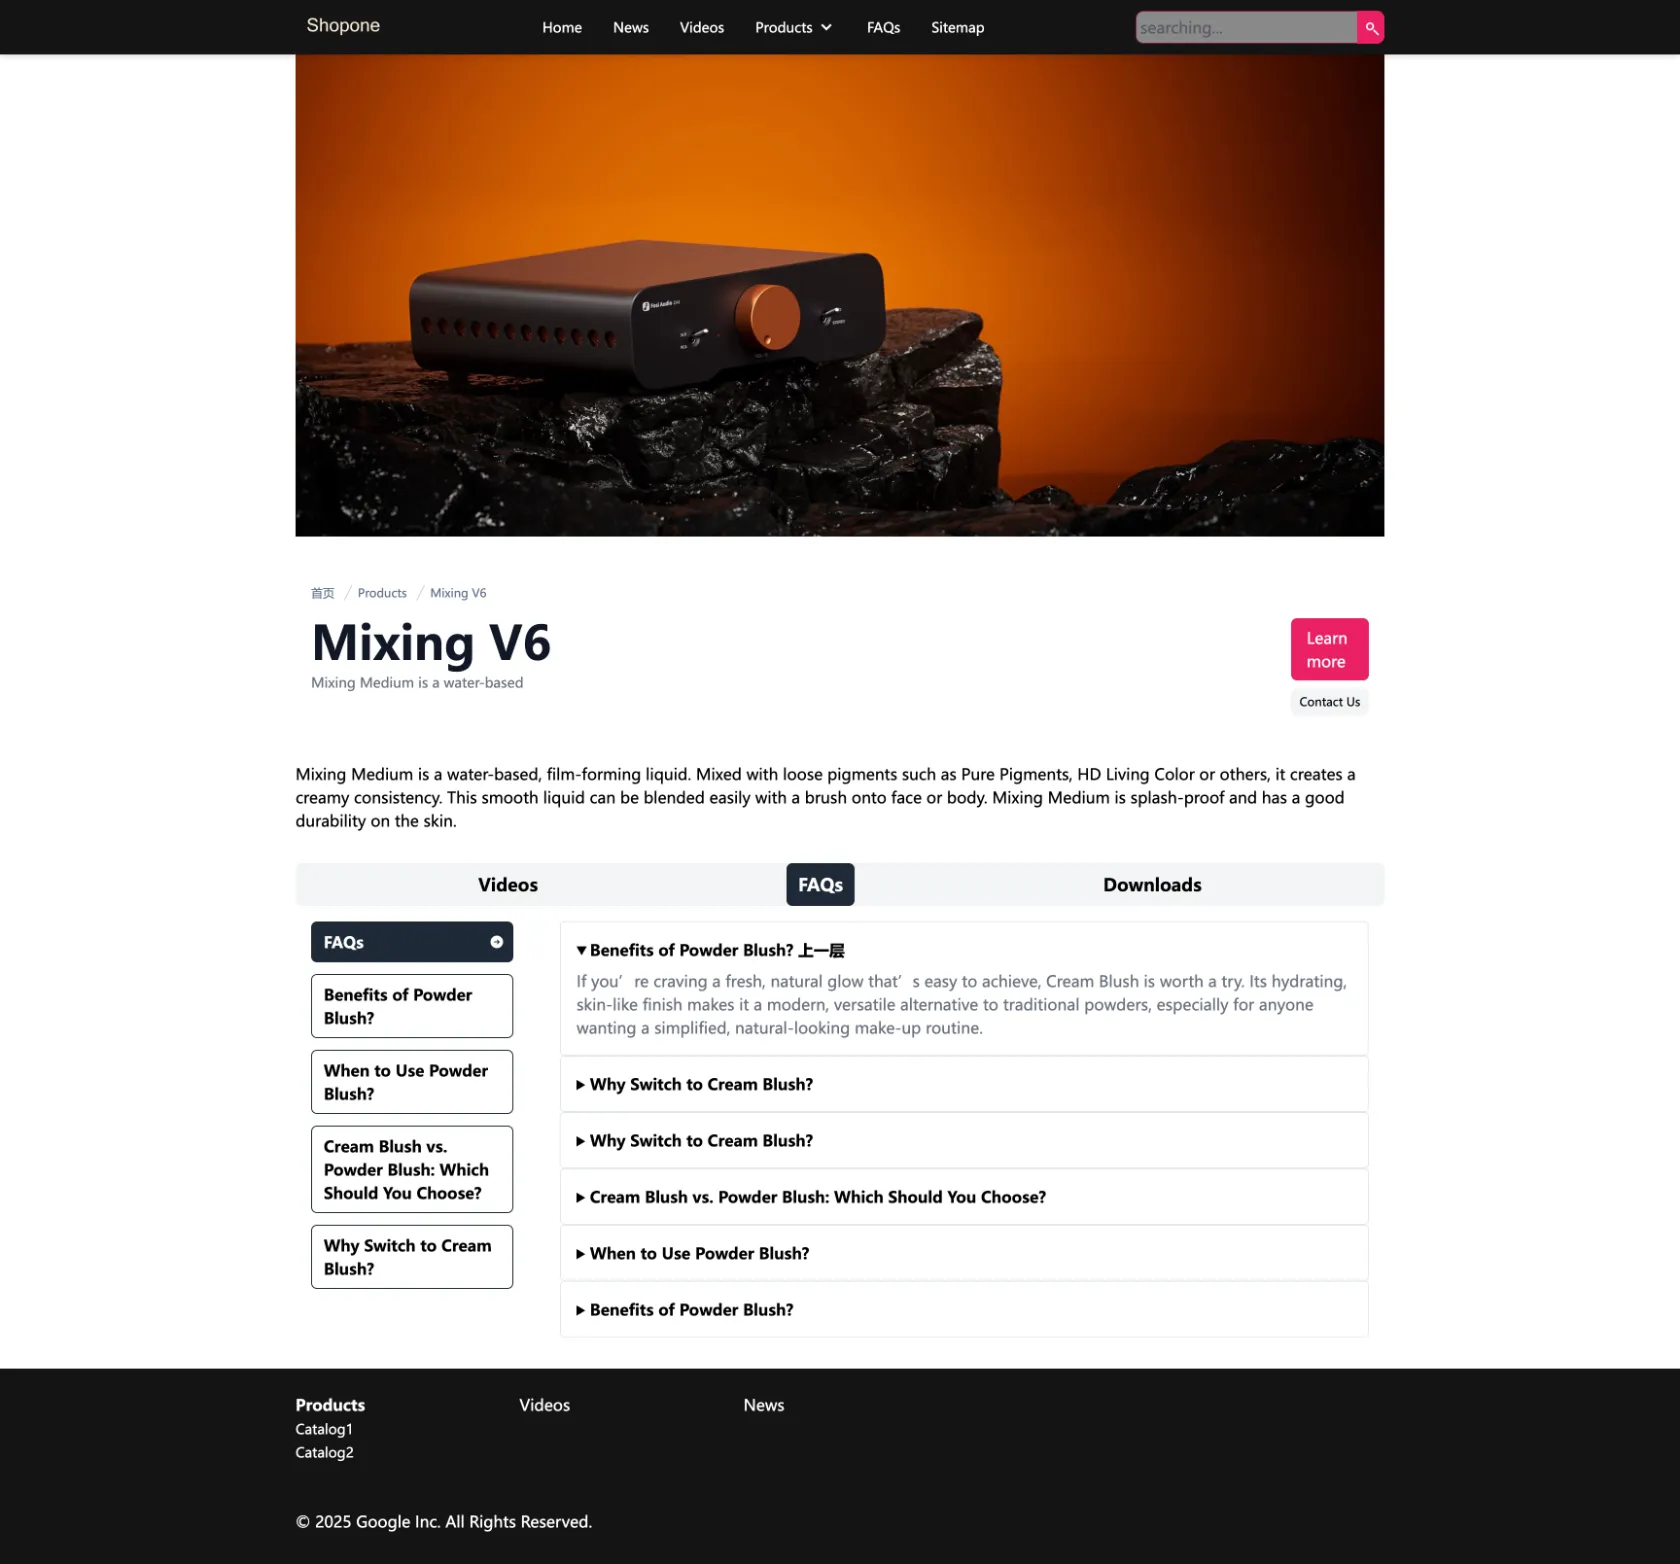 Shopone
Home News Videos Products FAQs Sitemap
searching...
Fosi Audio
首页 / Products / Mixing V6
Mixing V6
Mixing Medium is a water-based
Learn
more
Contact Us
Mixing Medium is a water-based, film-forming liquid. Mixed with loose pigments such as Pure Pigments, HD Living Color or others, it creates a
creamy consistency. This smooth liquid can be blended easily with a brush onto face or body. Mixing Medium is splash-proof and has a good
durability on the skin.
Videos FAQs Downloads
FAQs
Benefits of Powder
Blush?
When to Use Powder
Blush?
Cream Blush vs.
Powder Blush: Which
Should You Choose?
Why Switch to Cream
Blush?
Benefits of Powder Blush? 上一层
If you’re craving a fresh, natural glow that’s easy to achieve, Cream Blush is worth a try. Its hydrating,
skin-like finish makes it a modern, versatile alternative to traditional powders, especially for anyone
wanting a simplified, natural-looking make-up routine.
Why Switch to Cream Blush?
Why Switch to Cream Blush?
Cream Blush vs. Powder Blush: Which Should You Choose?
When to Use Powder Blush?
Benefits of Powder Blush?
Products Videos News
Catalog1
Catalog2
© 2025 Google Inc. All Rights Reserved.